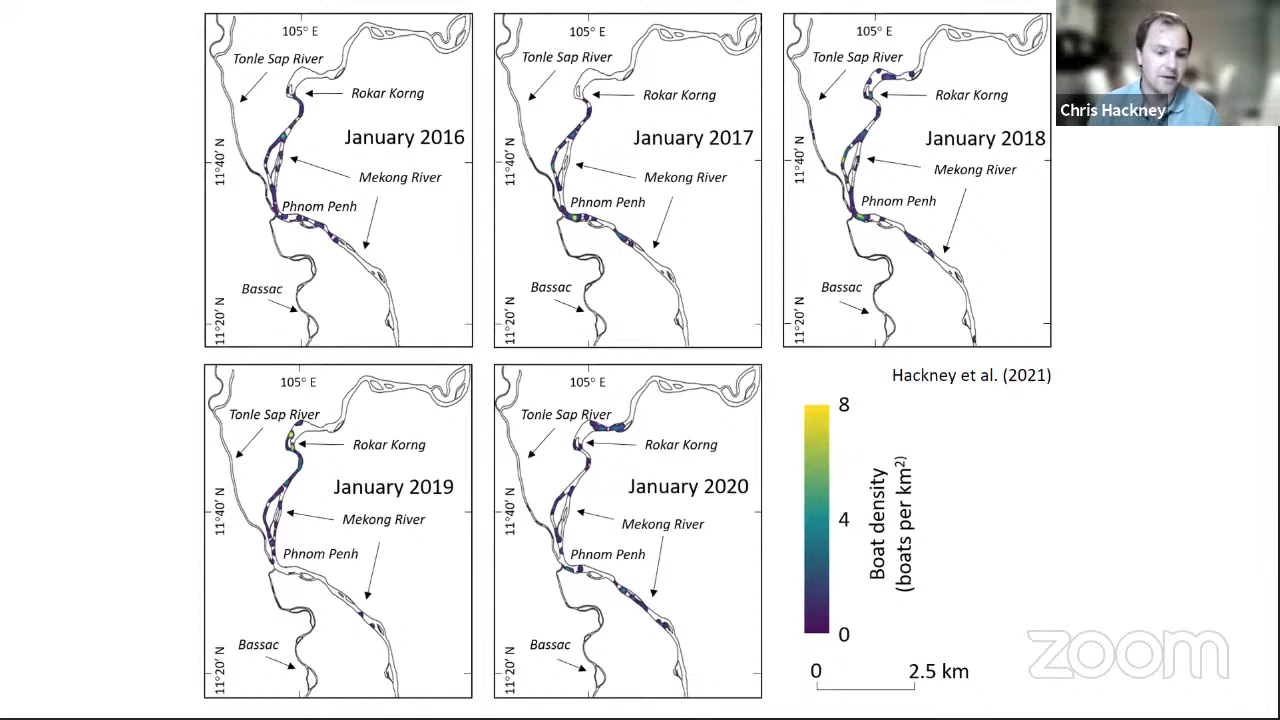 105° E
Tonle Sap River
Rokar Korng
January 2016
11°40' N
Mekong River
Phnom Penh
Bassac
11°20' N
105° E
Tonle Sap River
Rokar Korng
January 2017
11°40' N
Mekong River
Phnom Penh
Bassac
11°20' N
105° E
Tonle Sap River
Rokar Korng
January 2018
11°40' N
Mekong River
Phnom Penh
Bassac
11°20' N
Chris Hackney
105° E
Tonle Sap River
Rokar Korng
January 2019
11°40' N
Mekong River
Phnom Penh
Bassac
11°20' N
105° E
Tonle Sap River
Rokar Korng
January 2020
11°40' N
Mekong River
Phnom Penh
Bassac
11°20' N
Hackney et al. (2021)
8
4
0
Boat density
(boats per km²)
0 2.5 km
zoom